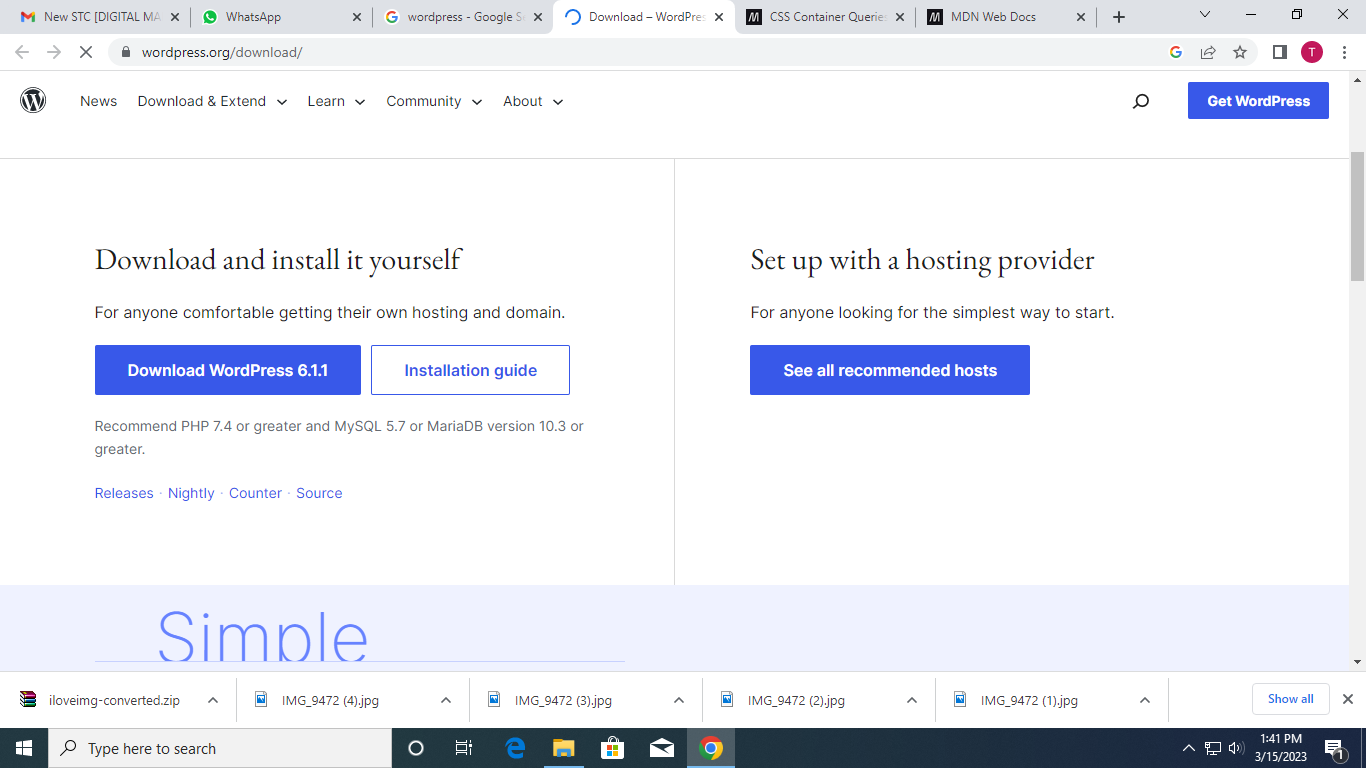 New STC [DIGITAL MA
WhatsApp
wordpress - Google S
Download – WordPres
CSS Container Queries
MDN Web Docs
wordpress.org/download/
T
News
Download & Extend
Learn
Community
About
Get WordPress
Download and install it yourself
For anyone comfortable getting their own hosting and domain.
Download WordPress 6.1.1
Installation guide
Recommend PHP 7.4 or greater and MySQL 5.7 or MariaDB version 10.3 or
greater.
Releases · Nightly · Counter · Source
Set up with a hosting provider
For anyone looking for the simplest way to start.
See all recommended hosts
Simple
iloveimg-converted.zip
IMG_9472 (4).jpg
IMG_9472 (3).jpg
IMG_9472 (2).jpg
IMG_9472 (1).jpg
Show all
Type here to search
1:41 PM
3/15/2023
1